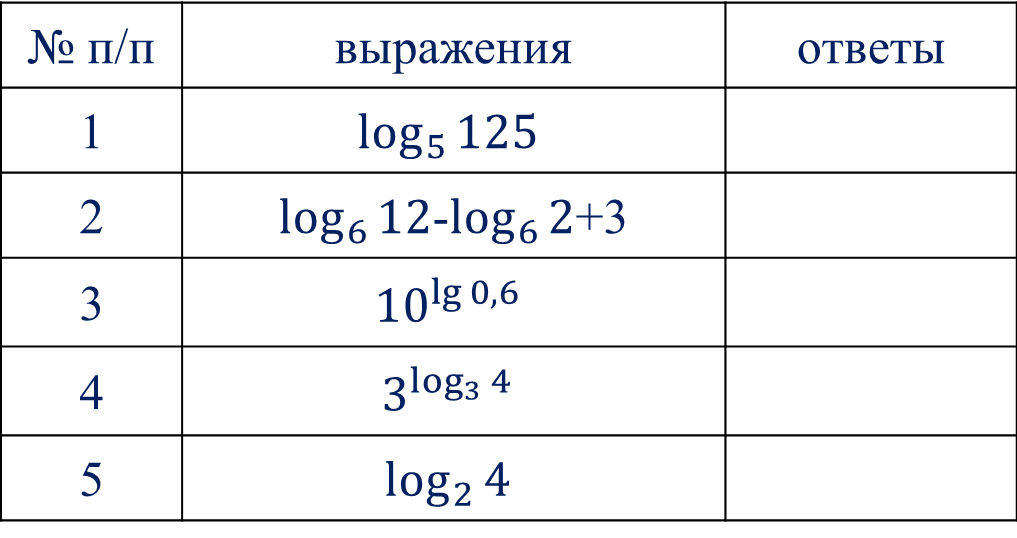 № п/п выражения ответы
1 log₅ 125
2 log₆ 12-log₆ 2+3
3 10^{lg 0,6}
4 3^{log₃ 4}
5 log₂ 4